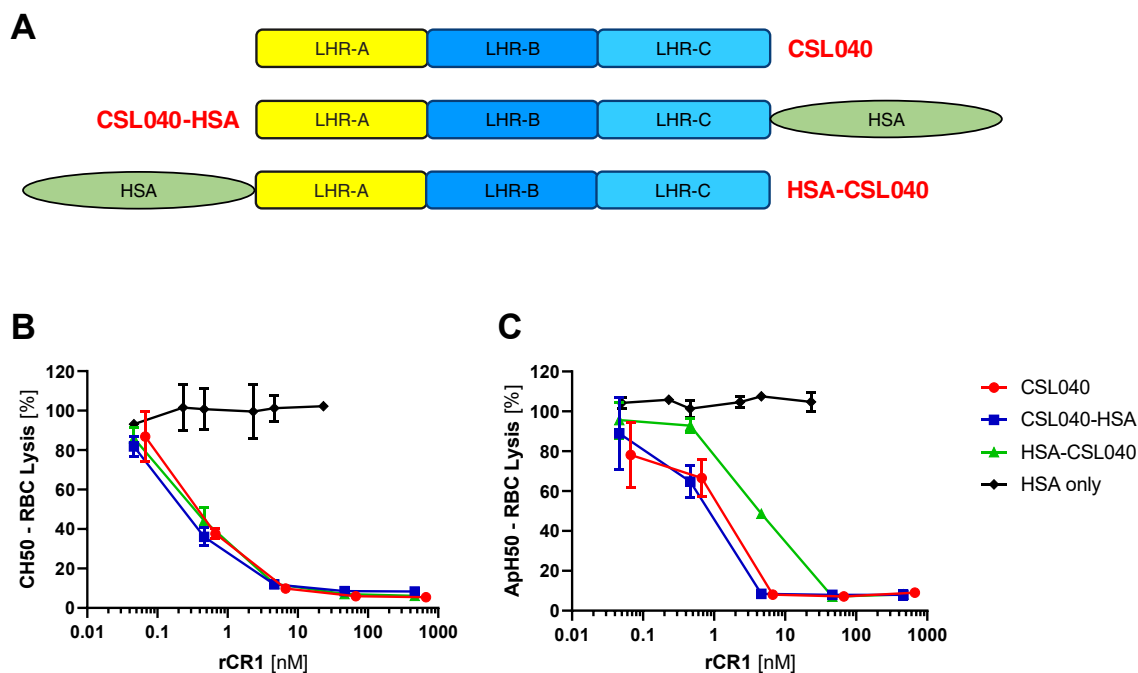 A
LHR-A LHR-B LHR-C CSL040
CSL040-HSA LHR-A LHR-B LHR-C HSA
HSA LHR-A LHR-B LHR-C HSA-CSL040
B
CH50 - RBC Lysis [%]
120
100
80
60
40
20
0
0.01 0.1 1 10 100 1000
rCR1 [nM]
C
ApH50 - RBC Lysis [%]
120
100
80
60
40
20
0
0.01 0.1 1 10 100 1000
rCR1 [nM]
CSL040
CSL040-HSA
HSA-CSL040
HSA only